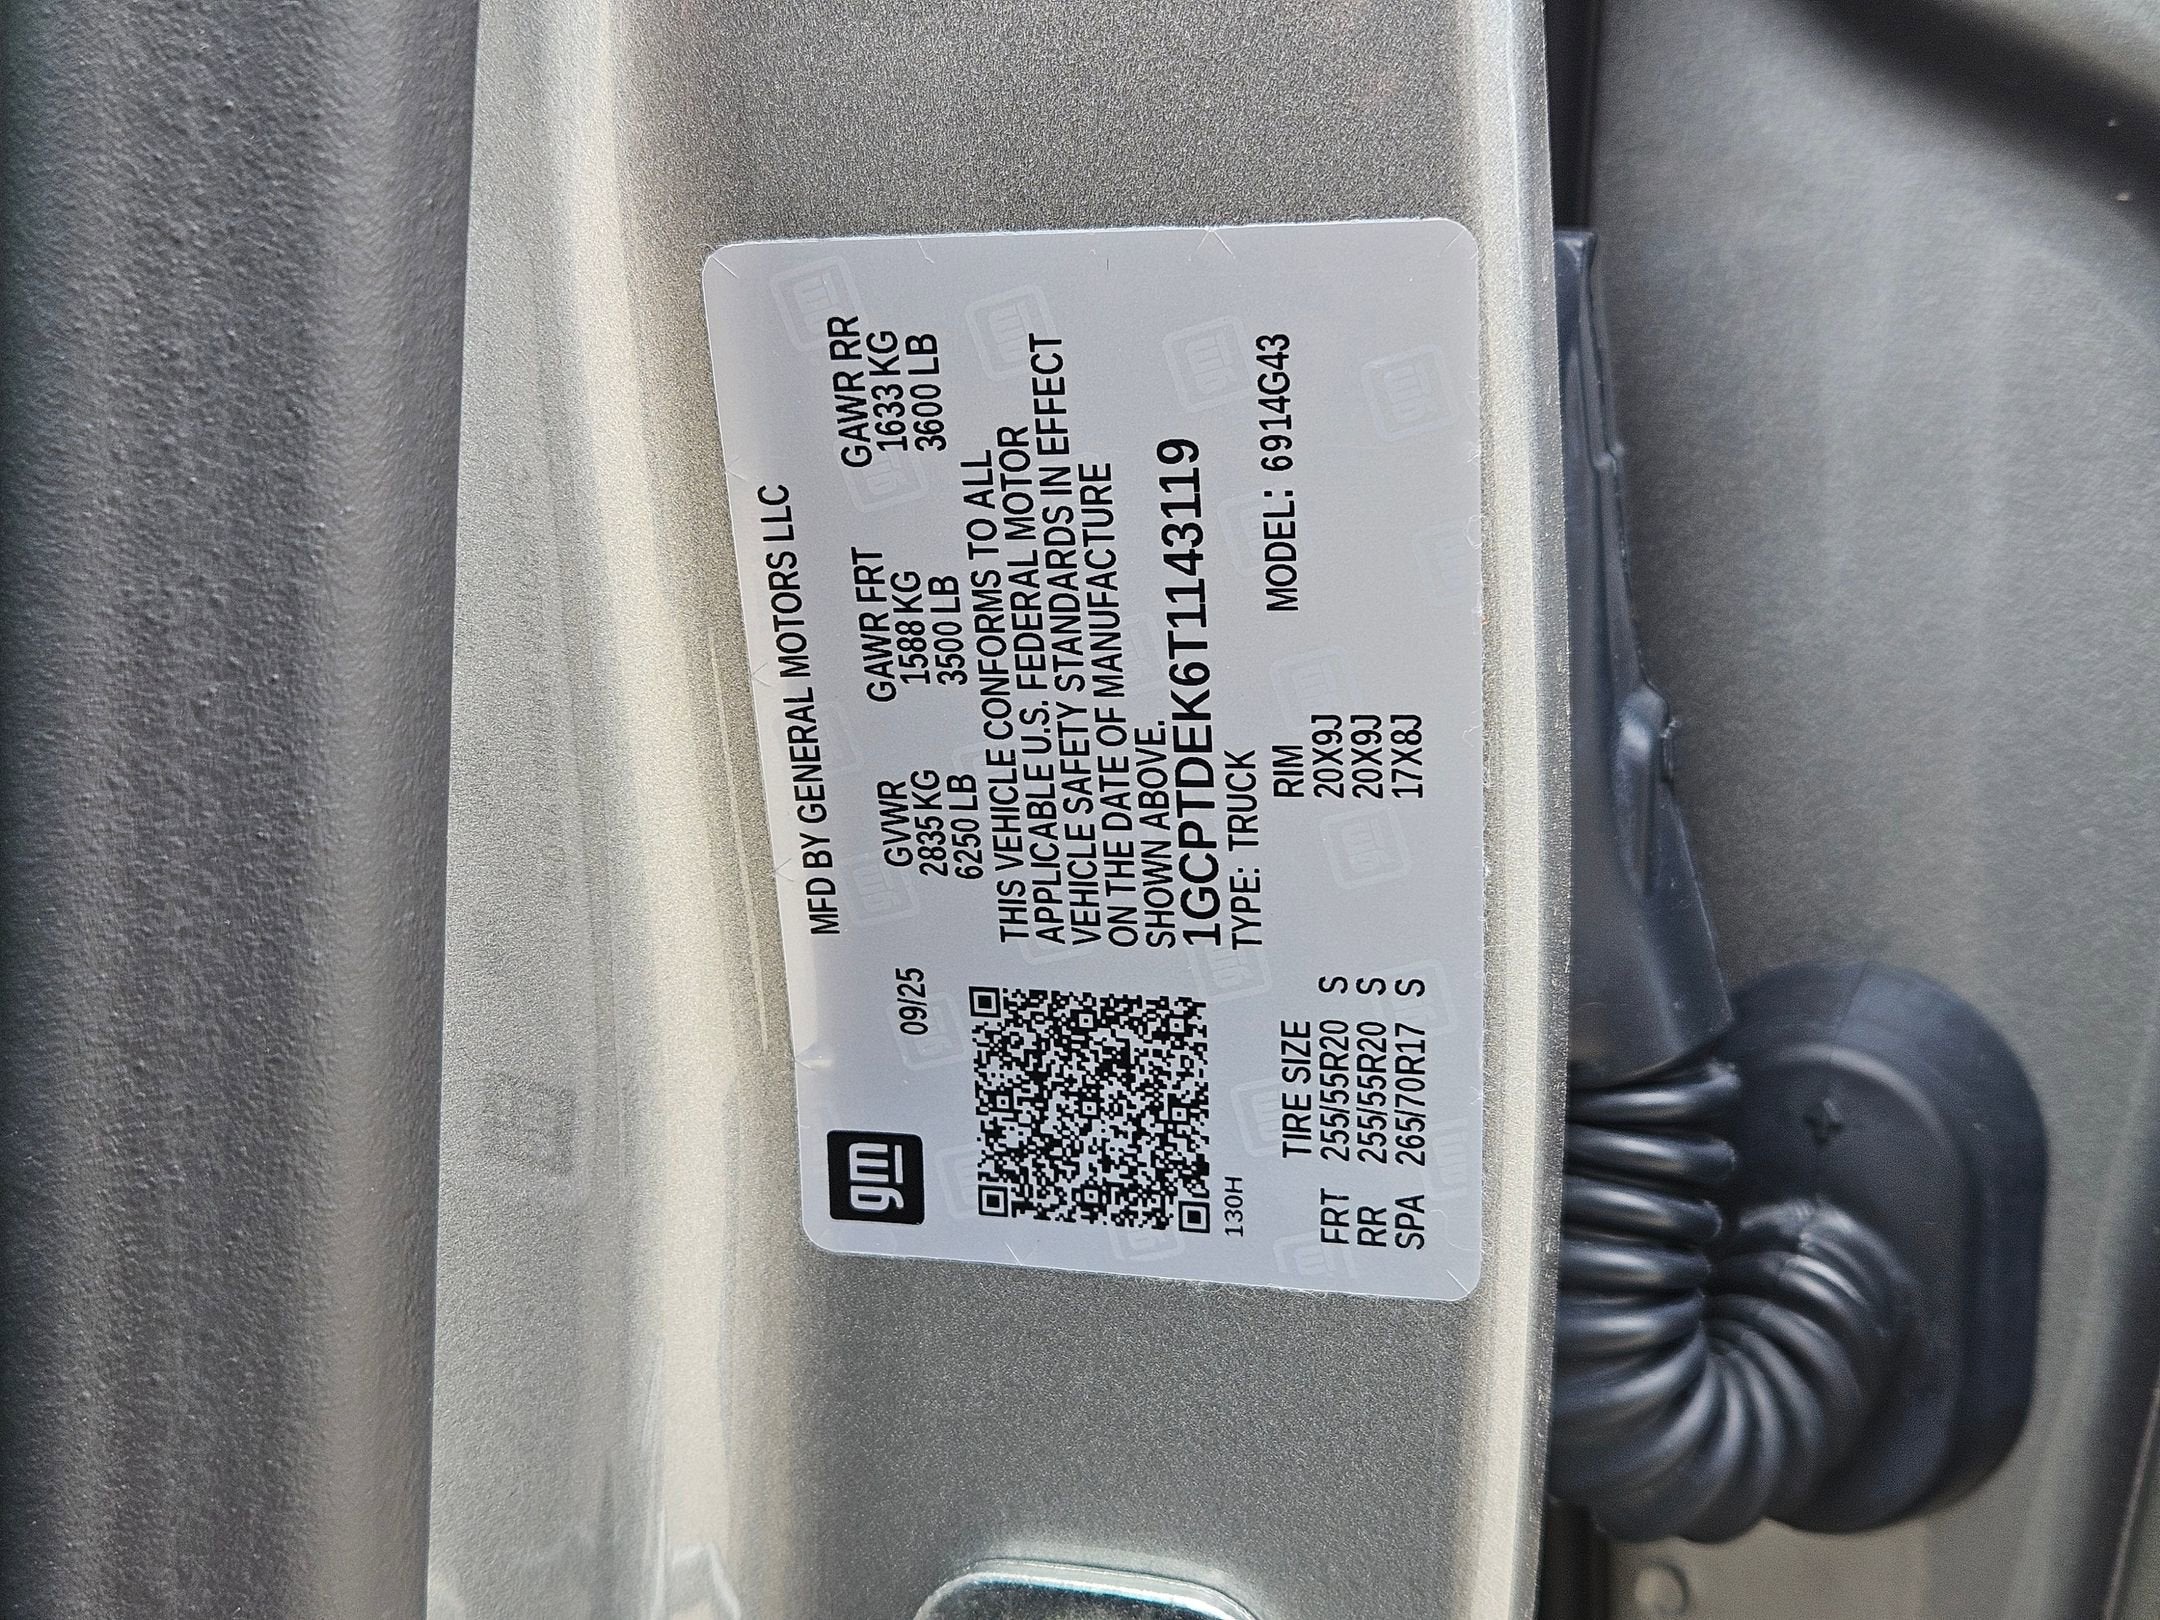 gm
MFD BY GENERAL MOTORS LLC
09/25
GVWR GAWR FRT GAWR RR
2835 KG 1588 KG 1633 KG
6250 LB 3500 LB 3600 LB
THIS VEHICLE CONFORMS TO ALL
APPLICABLE U.S. FEDERAL MOTOR
VEHICLE SAFETY STANDARDS IN EFFECT
ON THE DATE OF MANUFACTURE
SHOWN ABOVE.
1GCPTDEK6T1143119
130H
TYPE: TRUCK
MODEL: 6914G43
TIRE SIZE RIM
FRT 255/55R20 S 20X9J
RR 255/55R20 S 20X9J
SPA 265/70R17 S 17X8J